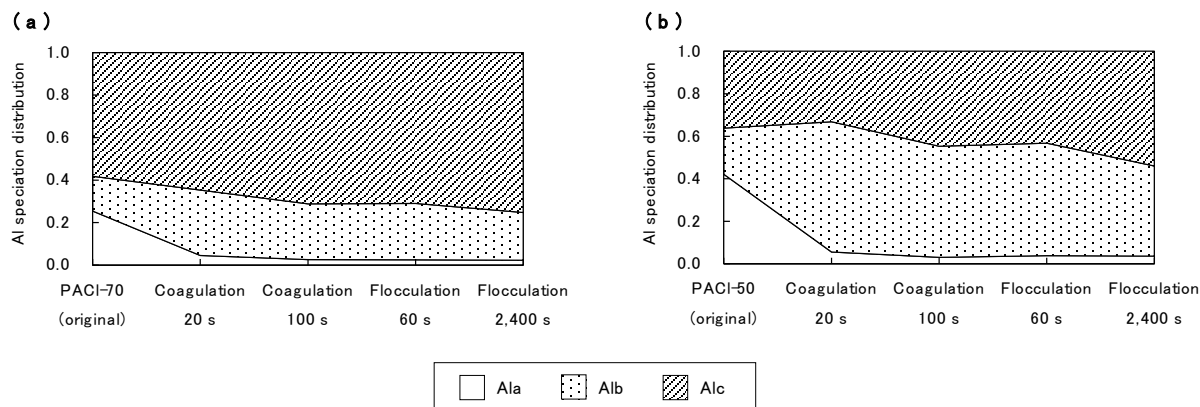 (a)
Al speciation distribution
1.0
0.8
0.6
0.4
0.2
0.0
PACl-70 Coagulation Coagulation Flocculation Flocculation
(original) 20 s 100 s 60 s 2,400 s
(b)
Al speciation distribution
1.0
0.8
0.6
0.4
0.2
0.0
PACl-50 Coagulation Coagulation Flocculation Flocculation
(original) 20 s 100 s 60 s 2,400 s
Ala Alb Alc